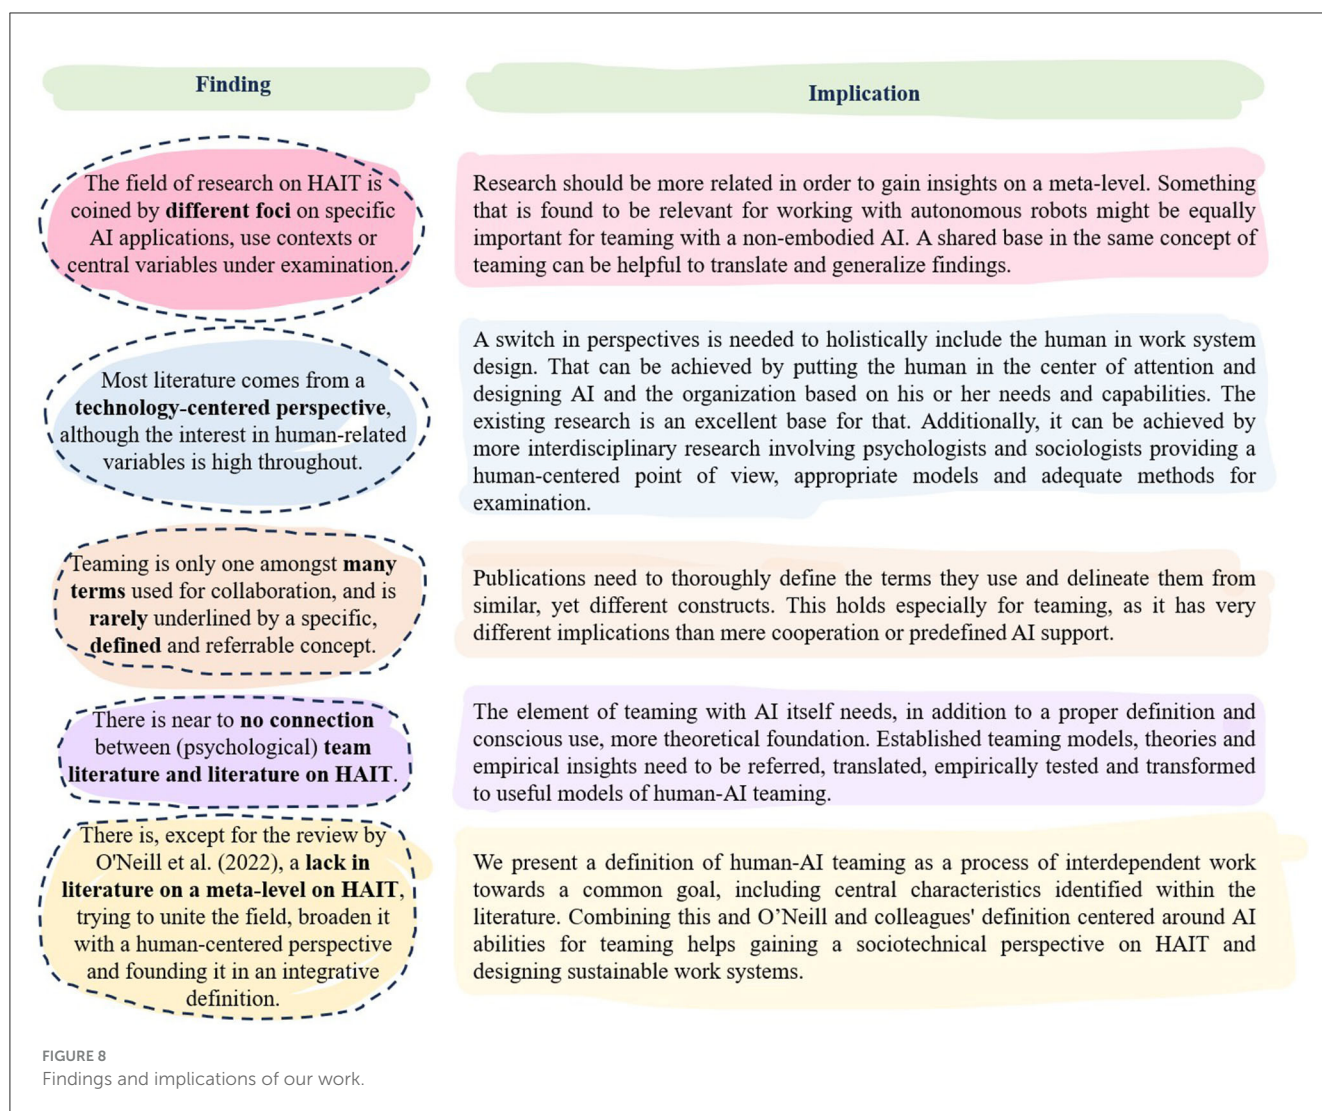 Finding
Implication
The field of research on HAIT is
coined by different foci on specific
AI applications, use contexts or
central variables under examination.
Research should be more related in order to gain insights on a meta-level. Something
that is found to be relevant for working with autonomous robots might be equally
important for teaming with a non-embodied AI. A shared base in the same concept of
teaming can be helpful to translate and generalize findings.
Most literature comes from a
technology-centered perspective,
although the interest in human-related
variables is high throughout.
A switch in perspectives is needed to holistically include the human in work system
design. That can be achieved by putting the human in the center of attention and
designing AI and the organization based on his or her needs and capabilities. The
existing research is an excellent base for that. Additionally, it can be achieved by
more interdisciplinary research involving psychologists and sociologists providing a
human-centered point of view, appropriate models and adequate methods for
examination.
Teaming is only one amongst many
terms used for collaboration, and is
rarely underlined by a specific,
defined and referrable concept.
Publications need to thoroughly define the terms they use and delineate them from
similar, yet different constructs. This holds especially for teaming, as it has very
different implications than mere cooperation or predefined AI support.
There is near to no connection
between (psychological) team
literature and literature on HAIT.
The element of teaming with AI itself needs, in addition to a proper definition and
conscious use, more theoretical foundation. Established teaming models, theories and
empirical insights need to be referred, translated, empirically tested and transformed
to useful models of human-AI teaming.
There is, except for the review by
O'Neill et al. (2022), a lack in
literature on a meta-level on HAIT,
trying to unite the field, broaden it
with a human-centered perspective
and founding it in an integrative
definition.
We present a definition of human-AI teaming as a process of interdependent work
towards a common goal, including central characteristics identified within the
literature. Combining this and O’Neill and colleagues' definition centered around AI
abilities for teaming helps gaining a sociotechnical perspective on HAIT and
designing sustainable work systems.
FIGURE 8
Findings and implications of our work.